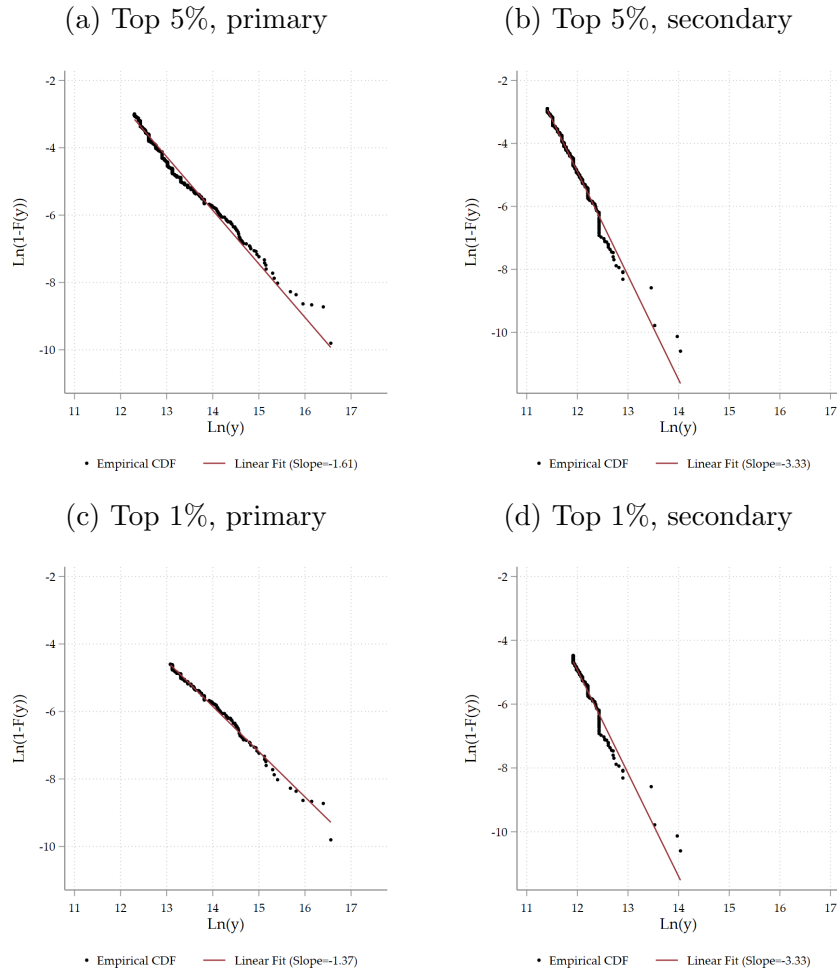 (a) Top 5%, primary
(b) Top 5%, secondary
-2
-4
-6
-8
-10
Ln(1-F(y))
11 12 13 14 15 16 17
Ln(y)
Empirical CDF Linear Fit (Slope=-1.61)
-2
-4
-6
-8
-10
Ln(1-F(y))
11 12 13 14 15 16 17
Ln(y)
Empirical CDF Linear Fit (Slope=-3.33)
(c) Top 1%, primary
(d) Top 1%, secondary
-2
-4
-6
-8
-10
Ln(1-F(y))
11 12 13 14 15 16 17
Ln(y)
Empirical CDF Linear Fit (Slope=-1.37)
-2
-4
-6
-8
-10
Ln(1-F(y))
11 12 13 14 15 16 17
Ln(y)
Empirical CDF Linear Fit (Slope=-3.33)